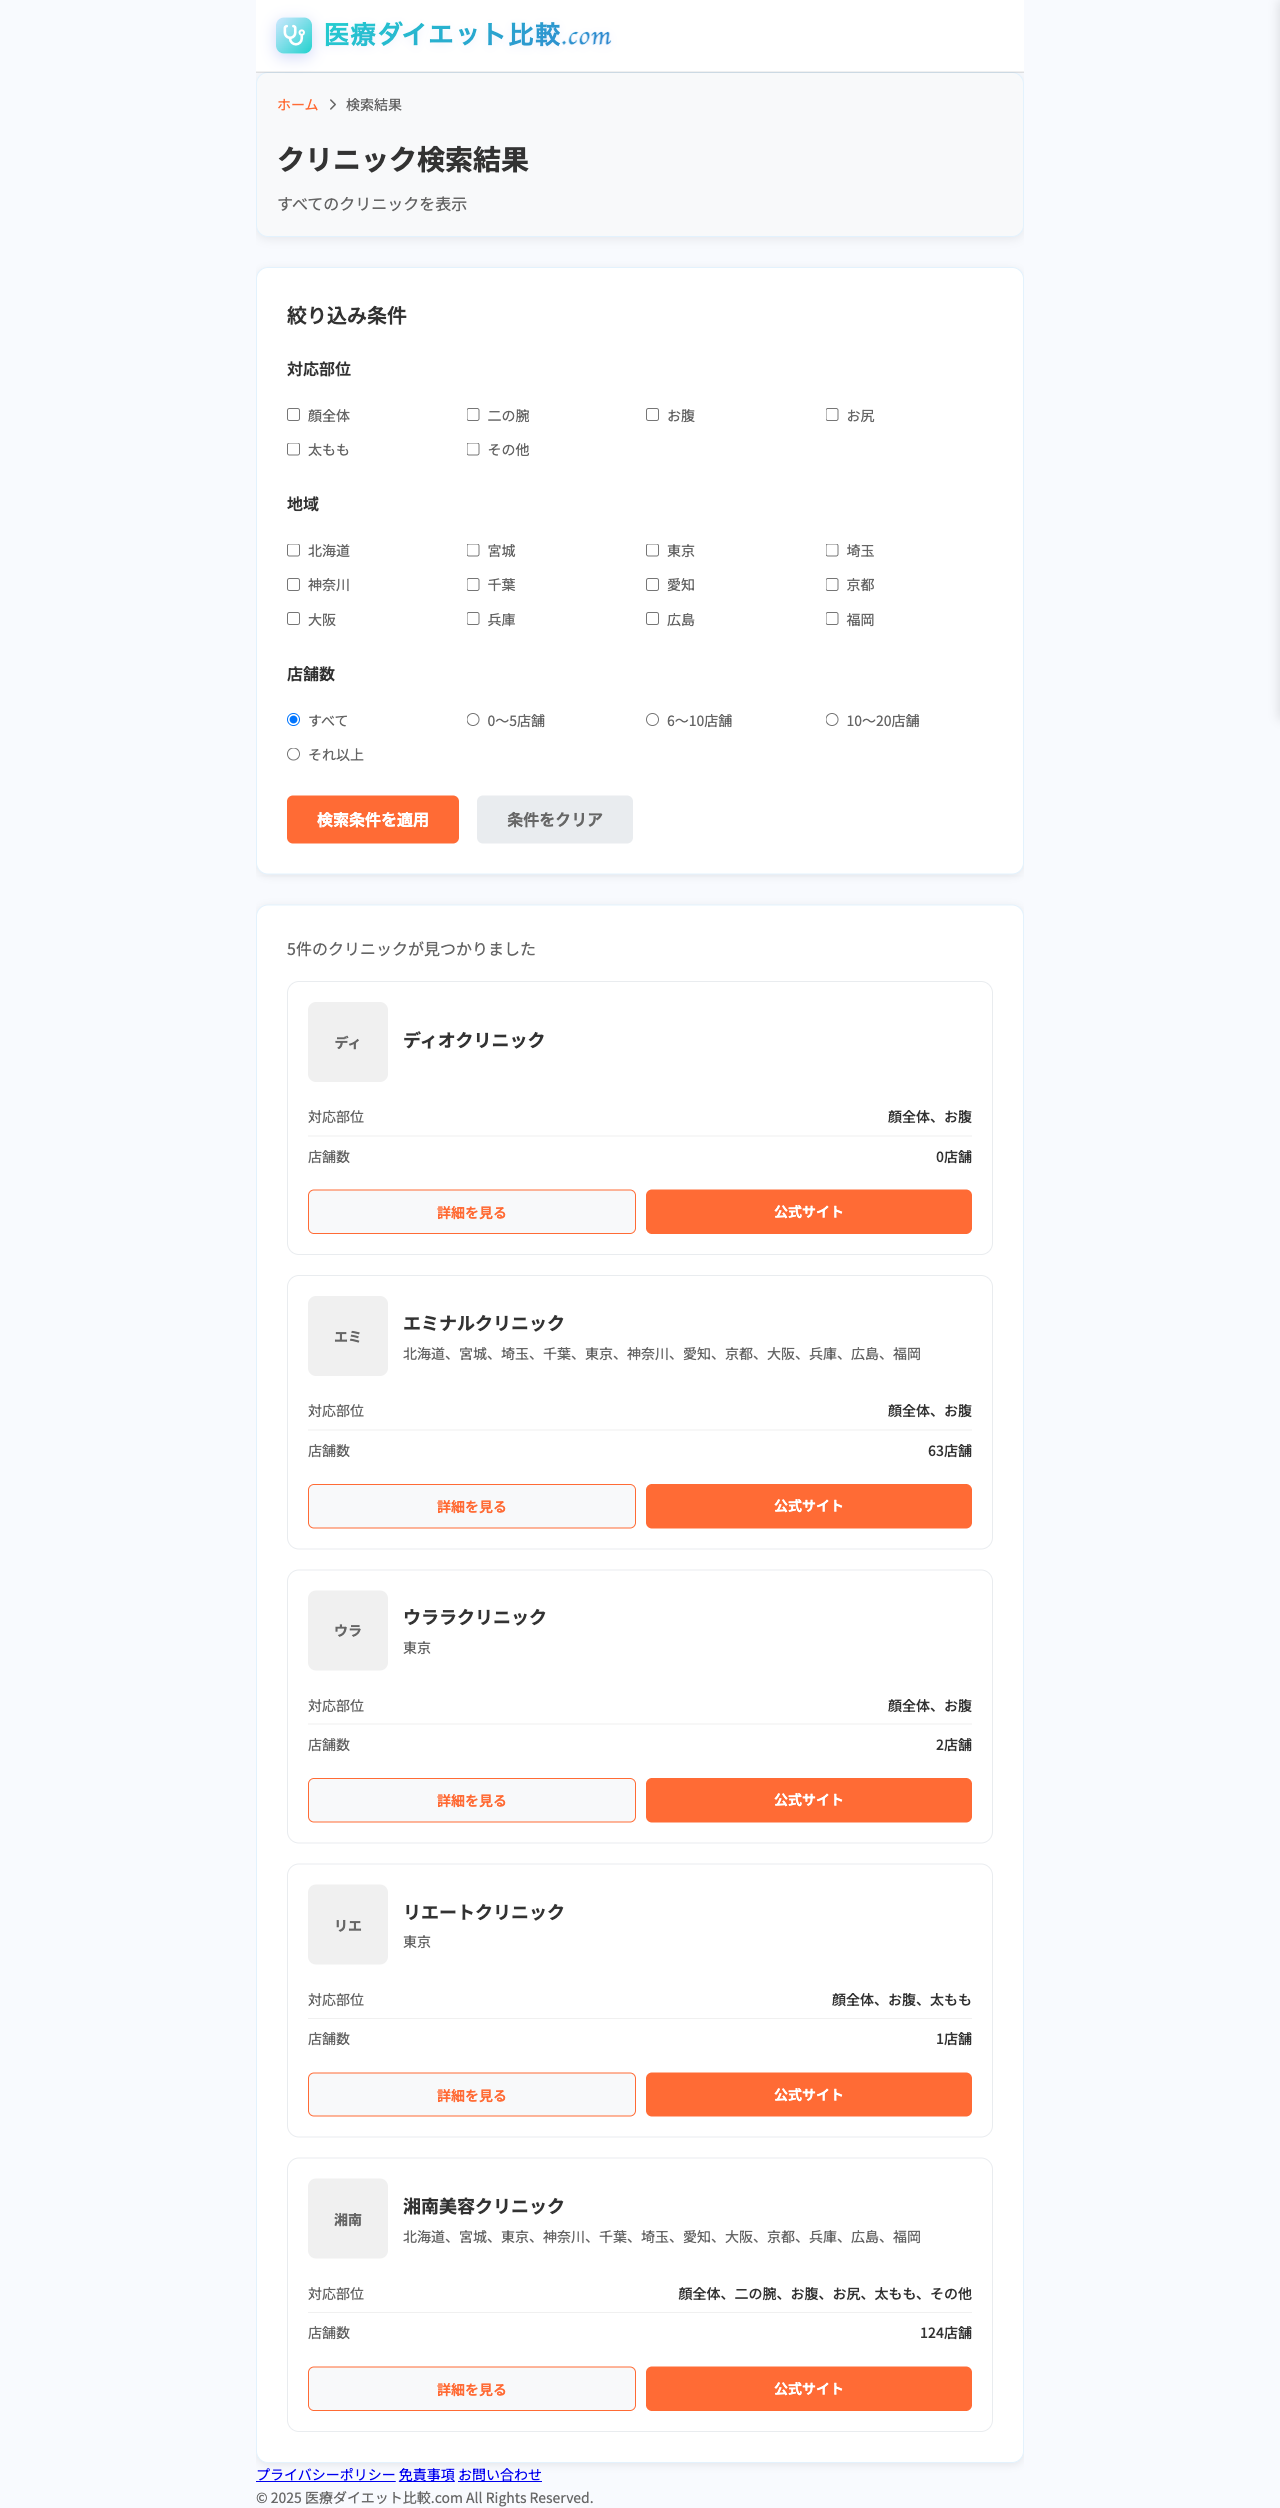 医療ダイエット比較.com
ホーム > 検索結果
クリニック検索結果
すべてのクリニックを表示
絞り込み条件
対応部位
顔全体 二の腕 お腹 お尻
太もも その他
地域
北海道 宮城 東京 埼玉
神奈川 千葉 愛知 京都
大阪 兵庫 広島 福岡
店舗数
すべて 0〜5店舗 6〜10店舗 10〜20店舗
それ以上
検索条件を適用 条件をクリア
5件のクリニックが見つかりました
ディ
ディオクリニック
対応部位 顔全体、お腹
店舗数 0店舗
詳細を見る 公式サイト
エミ
エミナルクリニック
北海道、宮城、埼玉、千葉、東京、神奈川、愛知、京都、大阪、兵庫、広島、福岡
対応部位 顔全体、お腹
店舗数 63店舗
詳細を見る 公式サイト
ウラ
ウララクリニック
東京
対応部位 顔全体、お腹
店舗数 2店舗
詳細を見る 公式サイト
リエ
リエートクリニック
東京
対応部位 顔全体、お腹、太もも
店舗数 1店舗
詳細を見る 公式サイト
湘南
湘南美容クリニック
北海道、宮城、東京、神奈川、千葉、埼玉、愛知、大阪、京都、兵庫、広島、福岡
対応部位 顔全体、二の腕、お腹、お尻、太もも、その他
店舗数 124店舗
詳細を見る 公式サイト
プライバシーポリシー 免責事項 お問い合わせ
© 2025 医療ダイエット比較.com All Rights Reserved.